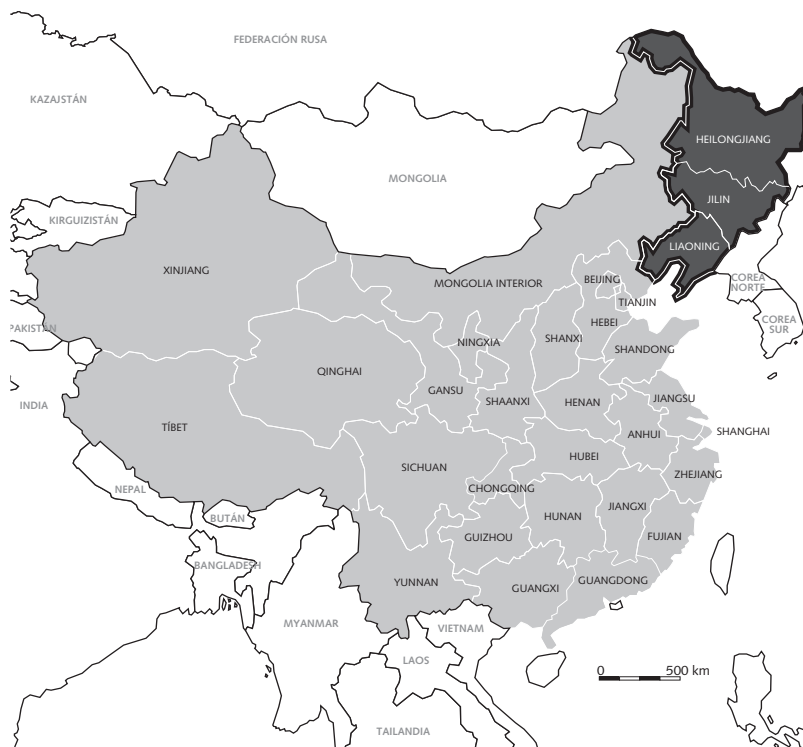 FEDERACIÓN RUSA
KAZAJSTÁN
HEILONGJIANG
MONGOLIA
JILIN
KIRGUIZISTÁN
LIAONING
XINJIANG
MONGOLIA INTERIOR
BEIJING
COREA
NORTE
TIANJIN
PAKISTÁN
HEBEI
COREA
SUR
NINGXIA
SHANXI
SHANDONG
QINGHAI
GANSU
SHAANXI
HENAN
JIANGSU
INDIA
TÍBET
ANHUI
SHANGHAI
HUBEI
SICHUAN
ZHEJIANG
NEPAL
CHONGQING
BUTÁN
HUNAN
JIANGXI
GUIZHOU
FUJIAN
BANGLADESH
YUNNAN
GUANGXI
GUANGDONG
MYANMAR
VIETNAM
LAOS
0 500 km
TAILANDIA